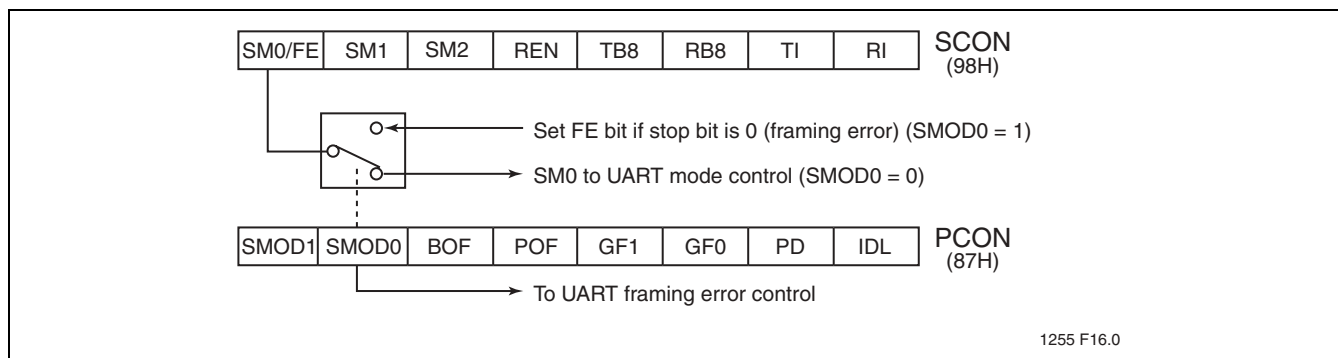 SM0/FE SM1 SM2 REN TB8 RB8 TI RI SCON
(98H)
Set FE bit if stop bit is 0 (framing error) (SMOD0 = 1)
SM0 to UART mode control (SMOD0 = 0)
SMOD1 SMOD0 BOF POF GF1 GF0 PD IDL PCON
(87H)
To UART framing error control
1255 F16.0